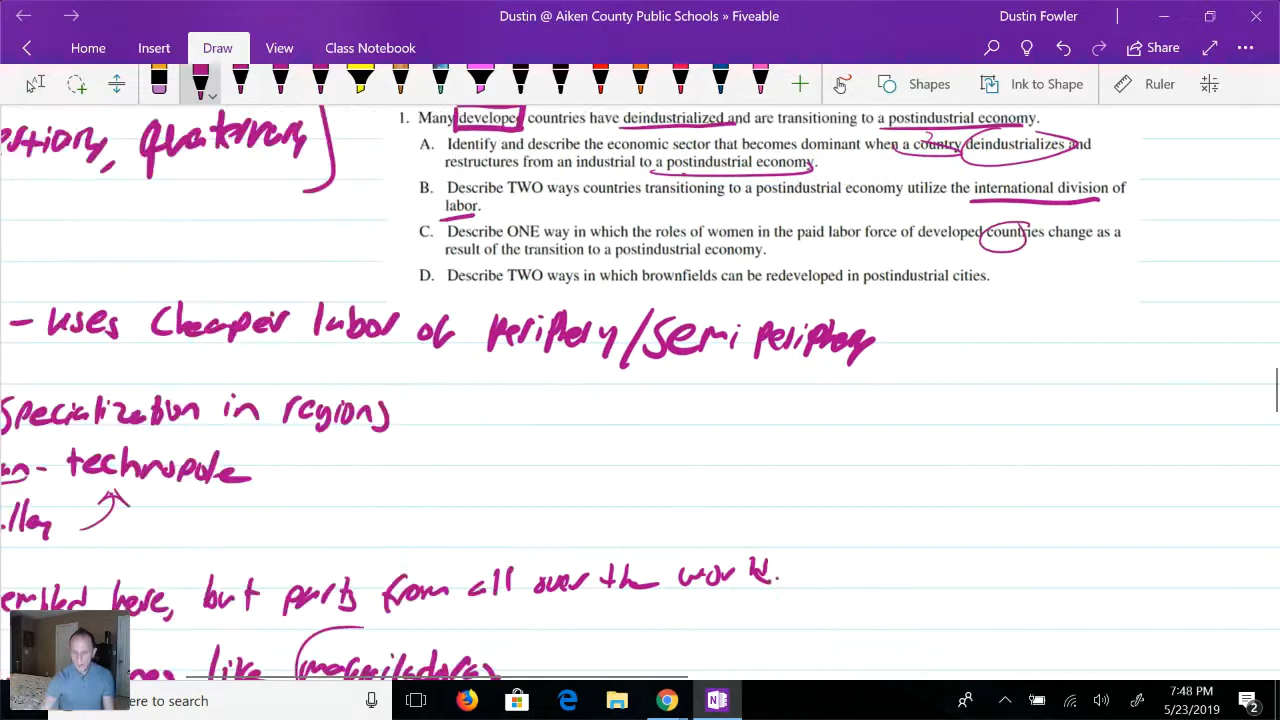 Dustin @ Aiken County Public Schools » Fiveable
Dustin Fowler
Home Insert Draw View Class Notebook
Share
Shapes
Ink to Shape
Ruler
quaternary
1. Many developed countries have deindustrialized and are transitioning to a postindustrial economy.
A. Identify and describe the economic sector that becomes dominant when a country deindustrializes and
restructures from an industrial to a postindustrial economy.
B. Describe TWO ways countries transitioning to a postindustrial economy utilize the international division of
labor.
C. Describe ONE way in which the roles of women in the paid labor force of developed countries change as a
result of the transition to a postindustrial economy.
D. Describe TWO ways in which brownfields can be redeveloped in postindustrial cities.
- uses cheaper labor of periphery/semi periphery
specialization in regions
- technopole
here, but parts from all over the world.
like maquiladoras
here to search
7:48 PM
5/23/2019
2